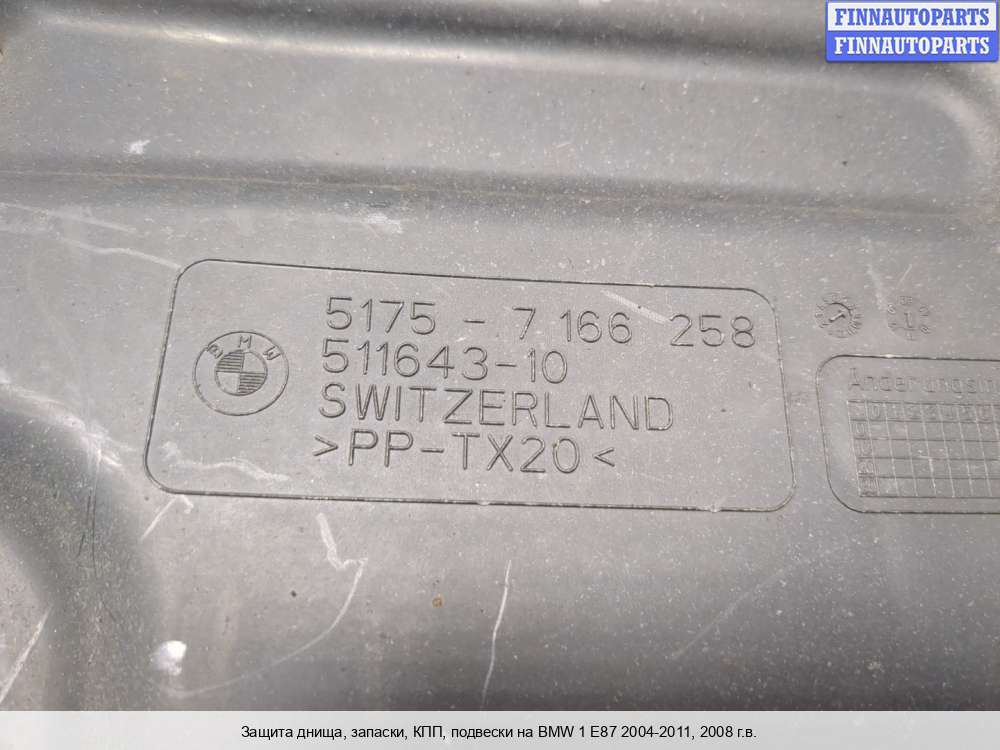 FINNAUTOPARTS
FINNAUTOPARTS
5175 - 7 166 258
511643-10
SWITZERLAND
>PP-TX20<
BMW
Защита днища, запаски, КПП, подвески на BMW 1 E87 2004-2011, 2008 г.в.